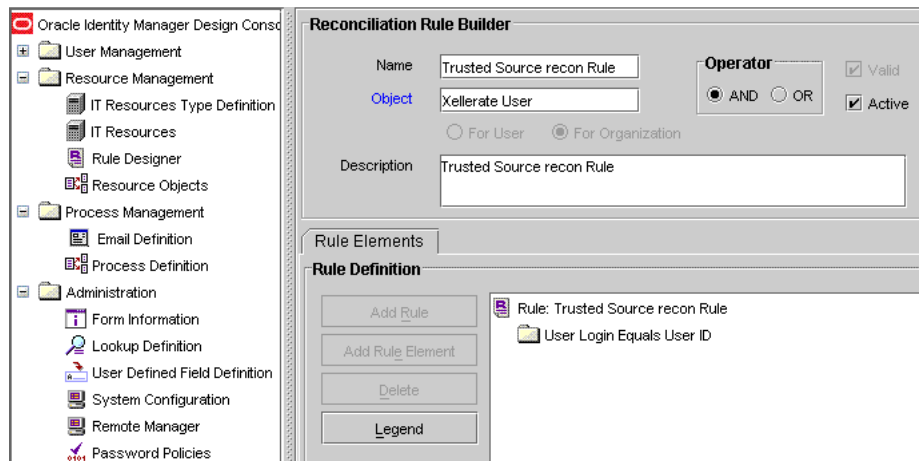 Oracle Identity Manager Design Conso
User Management
Resource Management
IT Resources Type Definition
IT Resources
Rule Designer
Resource Objects
Process Management
Email Definition
Process Definition
Administration
Form Information
Lookup Definition
User Defined Field Definition
System Configuration
Remote Manager
Password Policies
Reconciliation Rule Builder
Name
Trusted Source recon Rule
Operator
AND
OR
Valid
Object
Xellerate User
Active
For User
For Organization
Description
Trusted Source recon Rule
Rule Elements
Rule Definition
Add Rule
Add Rule Element
Delete
Legend
Rule: Trusted Source recon Rule
User Login Equals User ID